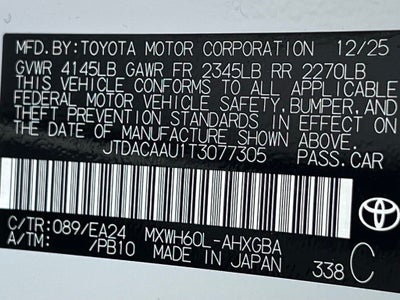 MFD.BY:TOYOTA MOTOR CORPORATION 12/25
GVWR 4145LB GAWR FR 2345LB RR 2270LB
THIS VEHICLE CONFORMS TO ALL APPLICABLE
FEDERAL MOTOR VEHICLE SAFETY, BUMPER, AND
THEFT PREVENTION STANDARDS IN EFFECT ON
THE DATE OF MANUFACTURE SHOWN ABOVE.
JTDACAAU1T3077305 PASS.CAR
C/TR:089/EA24 MXWH60L-AHXGBA
A/TM: /PB10 MADE IN JAPAN 338 C
TOYOTA